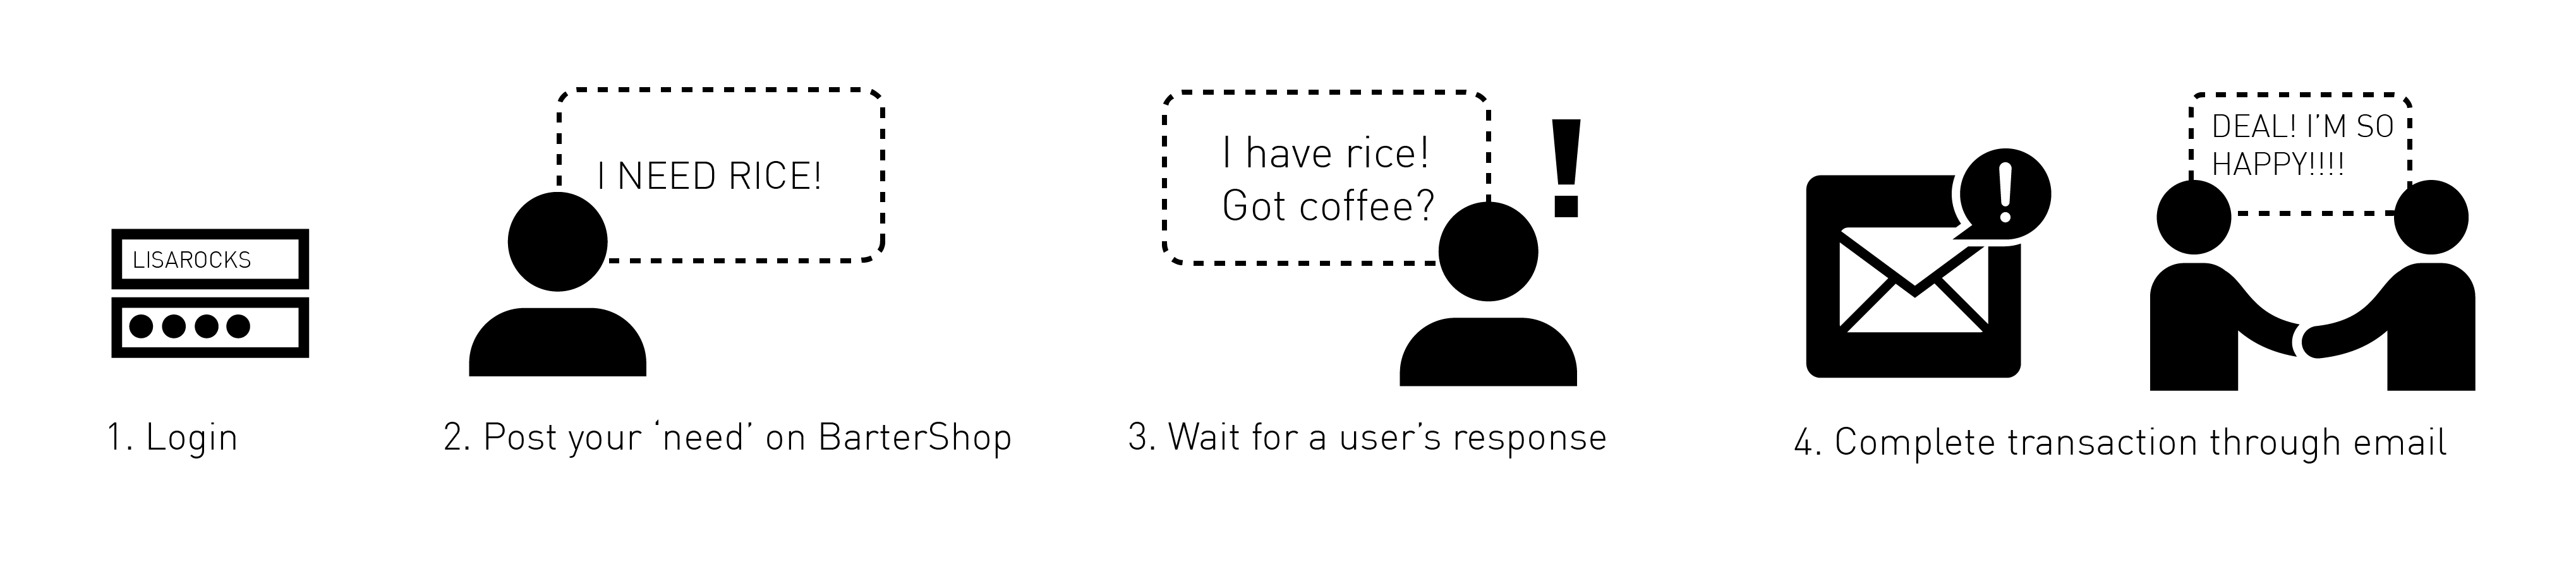 LISAROCKS
1. Login
I NEED RICE!
2. Post your ‘need’ on BarterShop
I have rice!
Got coffee?
!
3. Wait for a user’s response
!
DEAL! I’M SO
HAPPY!!!!
4. Complete transaction through email